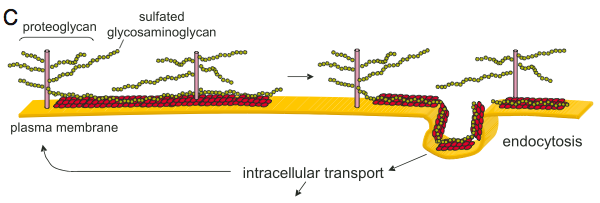 C
proteoglycan
sulfated
glycosaminoglycan
plasma membrane
endocytosis
intracellular transport